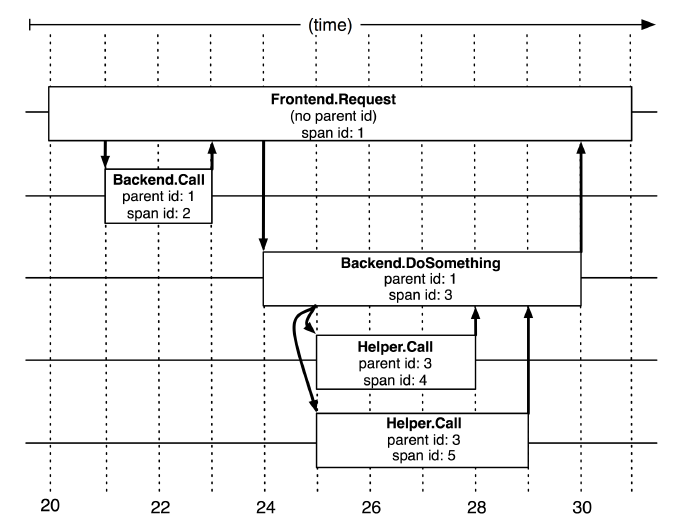 (time)
Frontend.Request
(no parent id)
span id: 1
Backend.Call
parent id: 1
span id: 2
Backend.DoSomething
parent id: 1
span id: 3
Helper.Call
parent id: 3
span id: 4
Helper.Call
parent id: 3
span id: 5
20 22 24 26 28 30